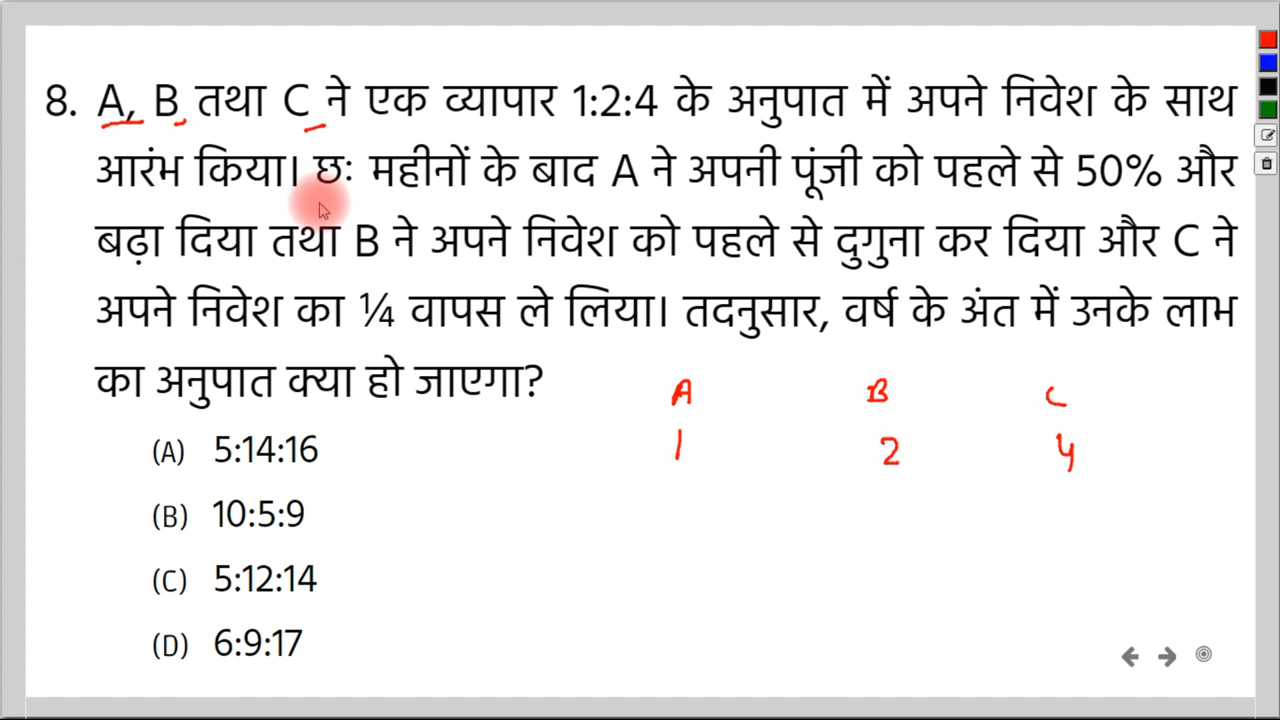 8. A, B तथा C ने एक व्यापार 1:2:4 के अनुपात में अपने निवेश के साथ
आरंभ किया। छः महीनों के बाद A ने अपनी पूंजी को पहले से 50% और
बढ़ा दिया तथा B ने अपने निवेश को पहले से दुगुना कर दिया और C ने
अपने निवेश का ¼ वापस ले लिया। तदनुसार, वर्ष के अंत में उनके लाभ
का अनुपात क्या हो जाएगा?
A B C
1 2 4
(A) 5:14:16
(B) 10:5:9
(C) 5:12:14
(D) 6:9:17